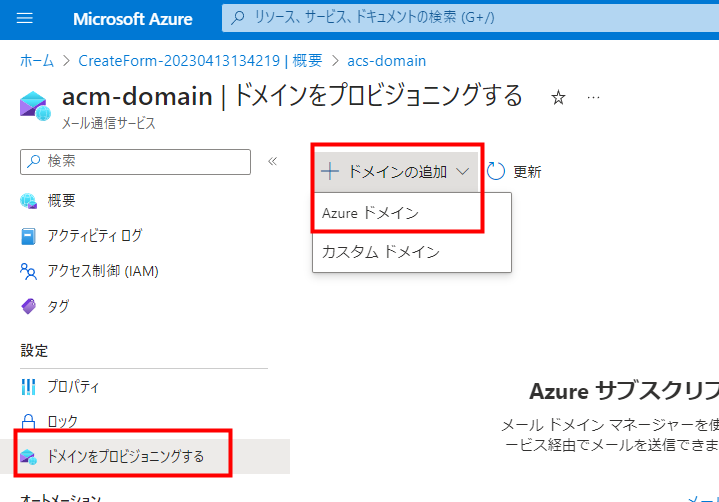 Microsoft Azure
リソース、サービス、ドキュメントの検索 (G+/)
ホーム > CreateForm-20230413134219 | 概要 > acs-domain
acm-domain | ドメインをプロビジョニングする
メール通信サービス
検索
概要
アクティビティ ログ
アクセス制御 (IAM)
タグ
設定
プロパティ
ロック
ドメインをプロビジョニングする
オートメーション
ドメインの追加
更新
Azure ドメイン
カスタム ドメイン
Azure サブスクリプ
メール ドメイン マネージャーを使
ービス経由でメールを送信できま